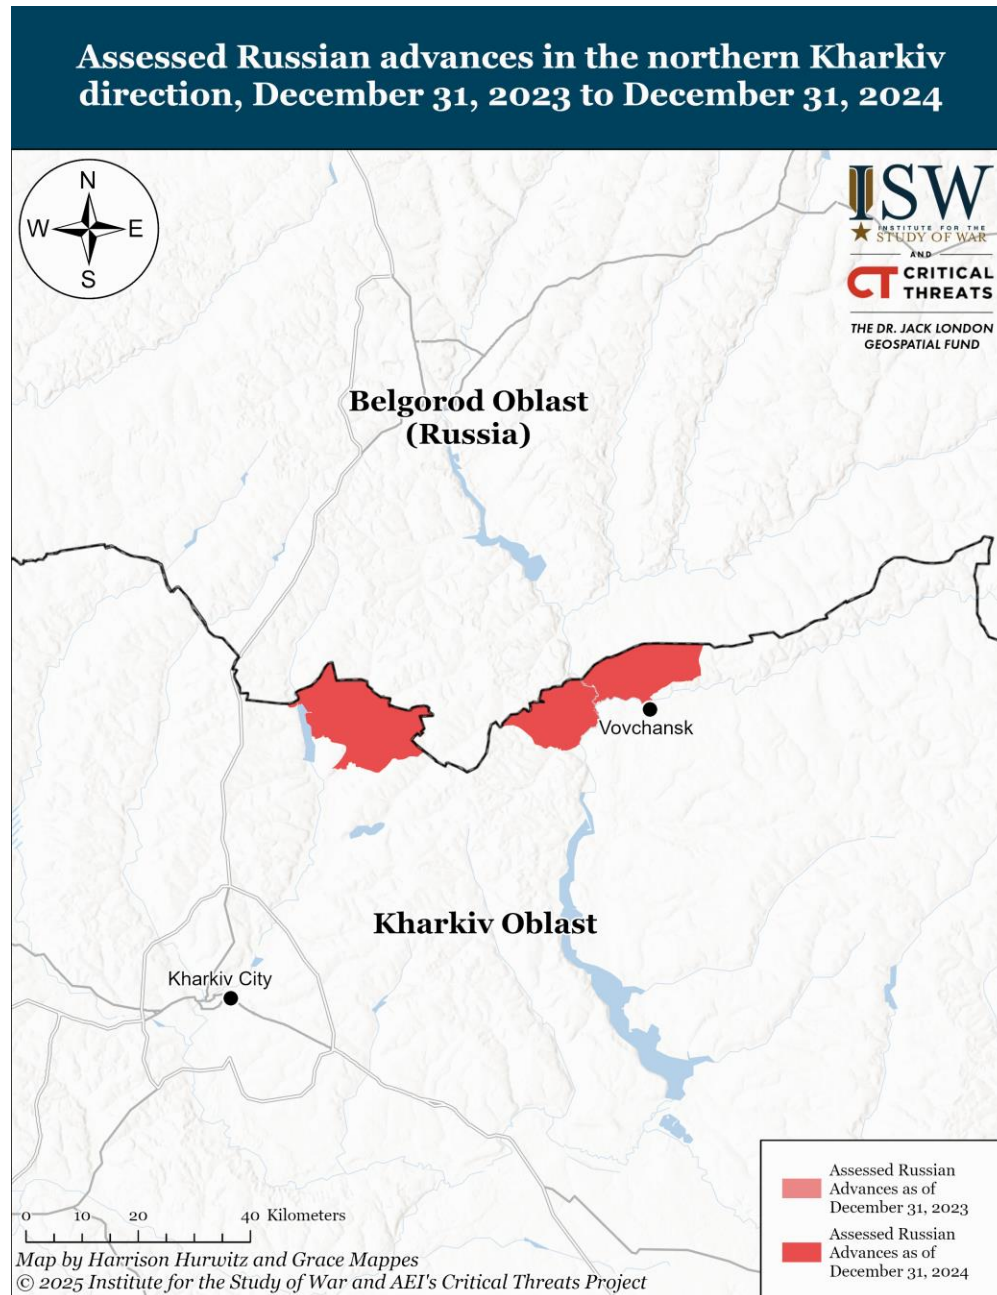 Assessed Russian advances in the northern Kharkiv
direction, December 31, 2023 to December 31, 2024
N
W E
S
ISW
INSTITUTE FOR THE
STUDY OF WAR
AND
CT CRITICAL
THREATS
THE DR. JACK LONDON
GEOSPATIAL FUND
Belgorod Oblast
(Russia)
Vovchansk
Kharkiv Oblast
Kharkiv City
Assessed Russian
Advances as of
December 31, 2023
Assessed Russian
Advances as of
December 31, 2024
0 10 20 40 Kilometers
Map by Harrison Hurwitz and Grace Mappes
© 2025 Institute for the Study of War and AEI's Critical Threats Project